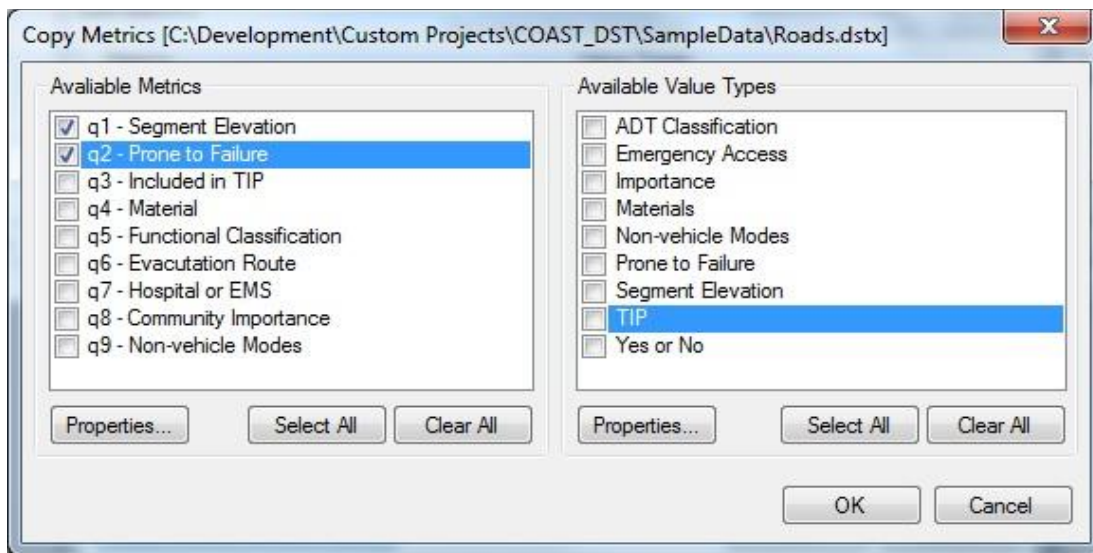 Copy Metrics [C:\Development\Custom Projects\COAST_DST\SampleData\Roads.dstx]
Avaliable Metrics
q1 - Segment Elevation
q2 - Prone to Failure
q3 - Included in TIP
q4 - Material
q5 - Functional Classification
q6 - Evacutation Route
q7 - Hospital or EMS
q8 - Community Importance
q9 - Non-vehicle Modes
Properties...
Select All
Clear All
Available Value Types
ADT Classification
Emergency Access
Importance
Materials
Non-vehicle Modes
Prone to Failure
Segment Elevation
TIP
Yes or No
Properties...
Select All
Clear All
OK
Cancel